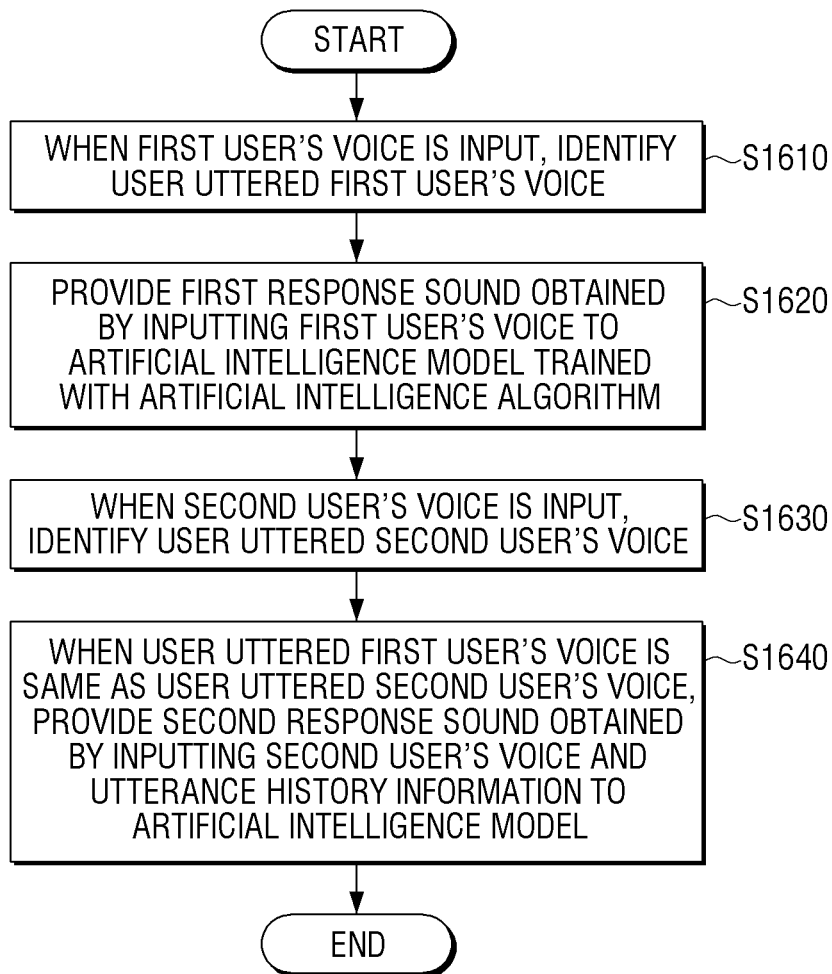 START
WHEN FIRST USER'S VOICE IS INPUT, IDENTIFY
USER UTTERED FIRST USER'S VOICE
S1610
PROVIDE FIRST RESPONSE SOUND OBTAINED
BY INPUTTING FIRST USER'S VOICE TO
ARTIFICIAL INTELLIGENCE MODEL TRAINED
WITH ARTIFICIAL INTELLIGENCE ALGORITHM
S1620
WHEN SECOND USER'S VOICE IS INPUT,
IDENTIFY USER UTTERED SECOND USER'S VOICE
S1630
WHEN USER UTTERED FIRST USER'S VOICE IS
SAME AS USER UTTERED SECOND USER'S VOICE,
PROVIDE SECOND RESPONSE SOUND OBTAINED
BY INPUTTING SECOND USER'S VOICE AND
UTTERANCE HISTORY INFORMATION TO
ARTIFICIAL INTELLIGENCE MODEL
S1640
END